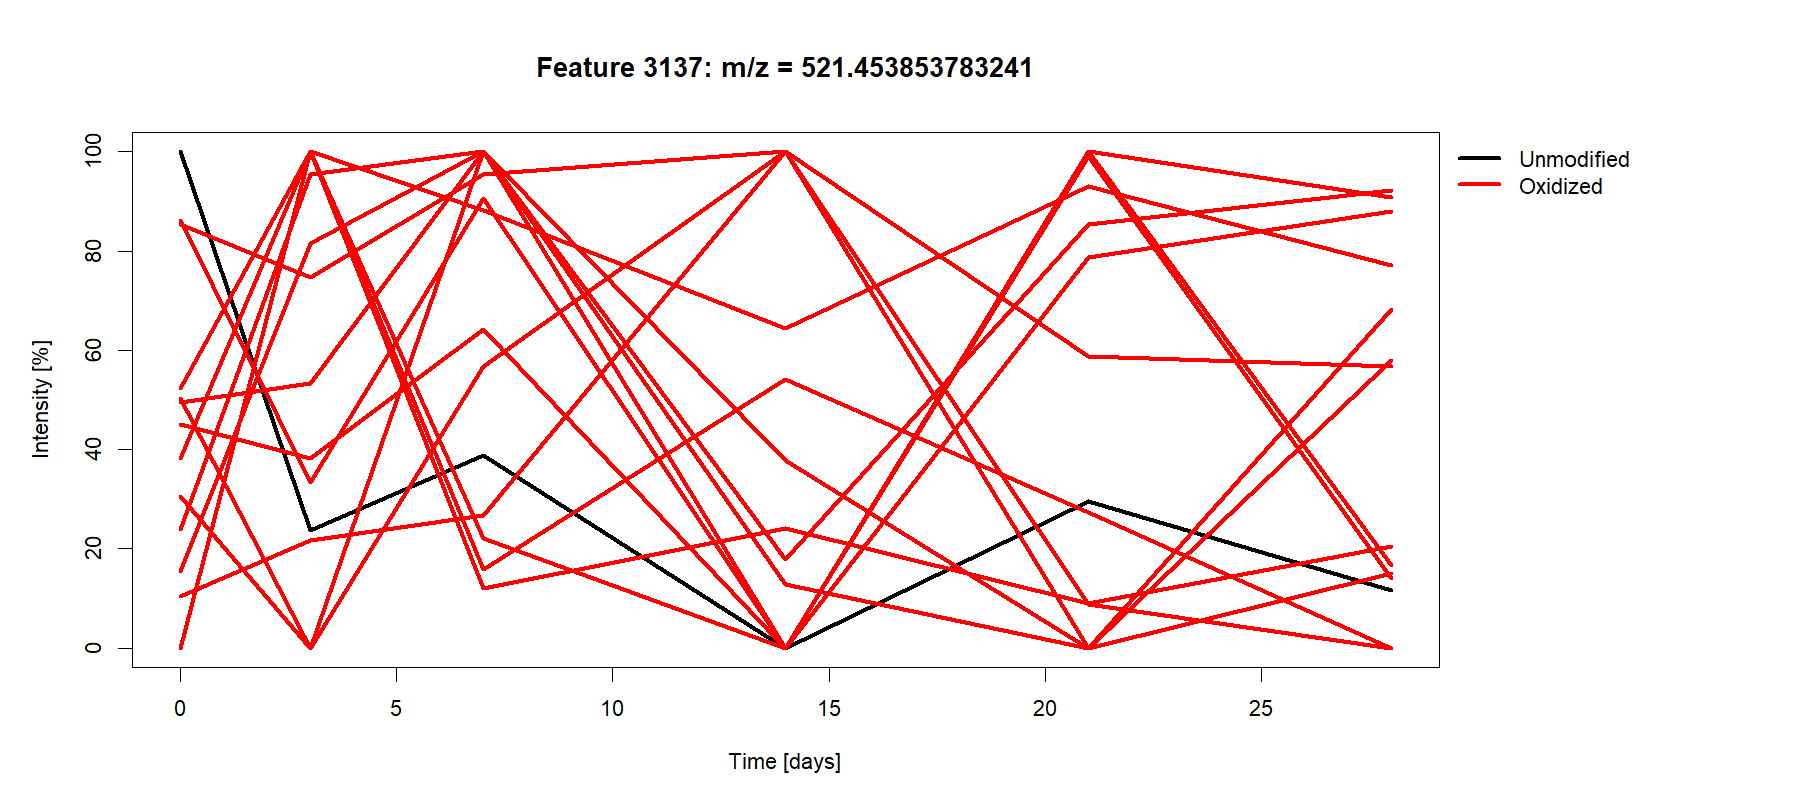 Feature 3137: m/z = 521.453853783241
Unmodified
Oxidized
Intensity [%]
100
80
60
40
20
0
0 5 10 15 20 25
Time [days]